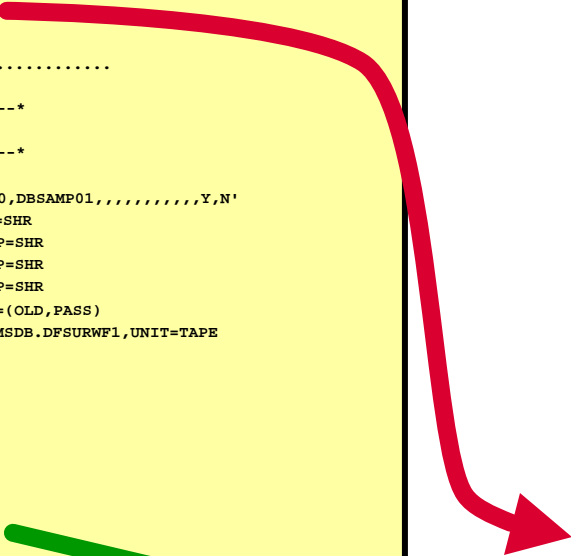 ............
--*
--*
0,DBSAMP01,,,,,,,,,,,Y,N'
=SHR
P=SHR
P=SHR
P=SHR
=(OLD,PASS)
MSDB.DFSURWF1,UNIT=TAPE